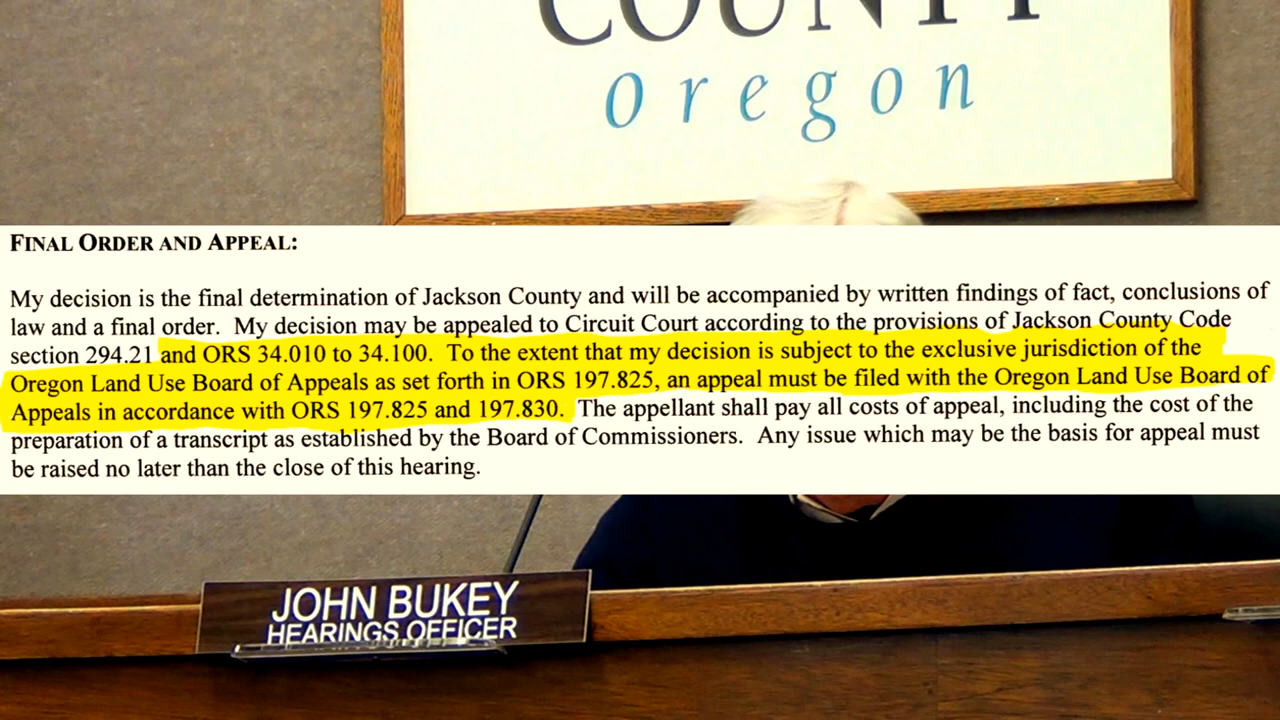 COUNTY
oregon
FINAL ORDER AND APPEAL:
My decision is the final determination of Jackson County and will be accompanied by written findings of fact, conclusions of
law and a final order.  My decision may be appealed to Circuit Court according to the provisions of Jackson County Code
section 294.21 and ORS 34.010 to 34.100.  To the extent that my decision is subject to the exclusive jurisdiction of the
Oregon Land Use Board of Appeals as set forth in ORS 197.825, an appeal must be filed with the Oregon Land Use Board of
Appeals in accordance with ORS 197.825 and 197.830.  The appellant shall pay all costs of appeal, including the cost of the
preparation of a transcript as established by the Board of Commissioners.  Any issue which may be the basis for appeal must
be raised no later than the close of this hearing.
JOHN BUKEY
HEARINGS OFFICER